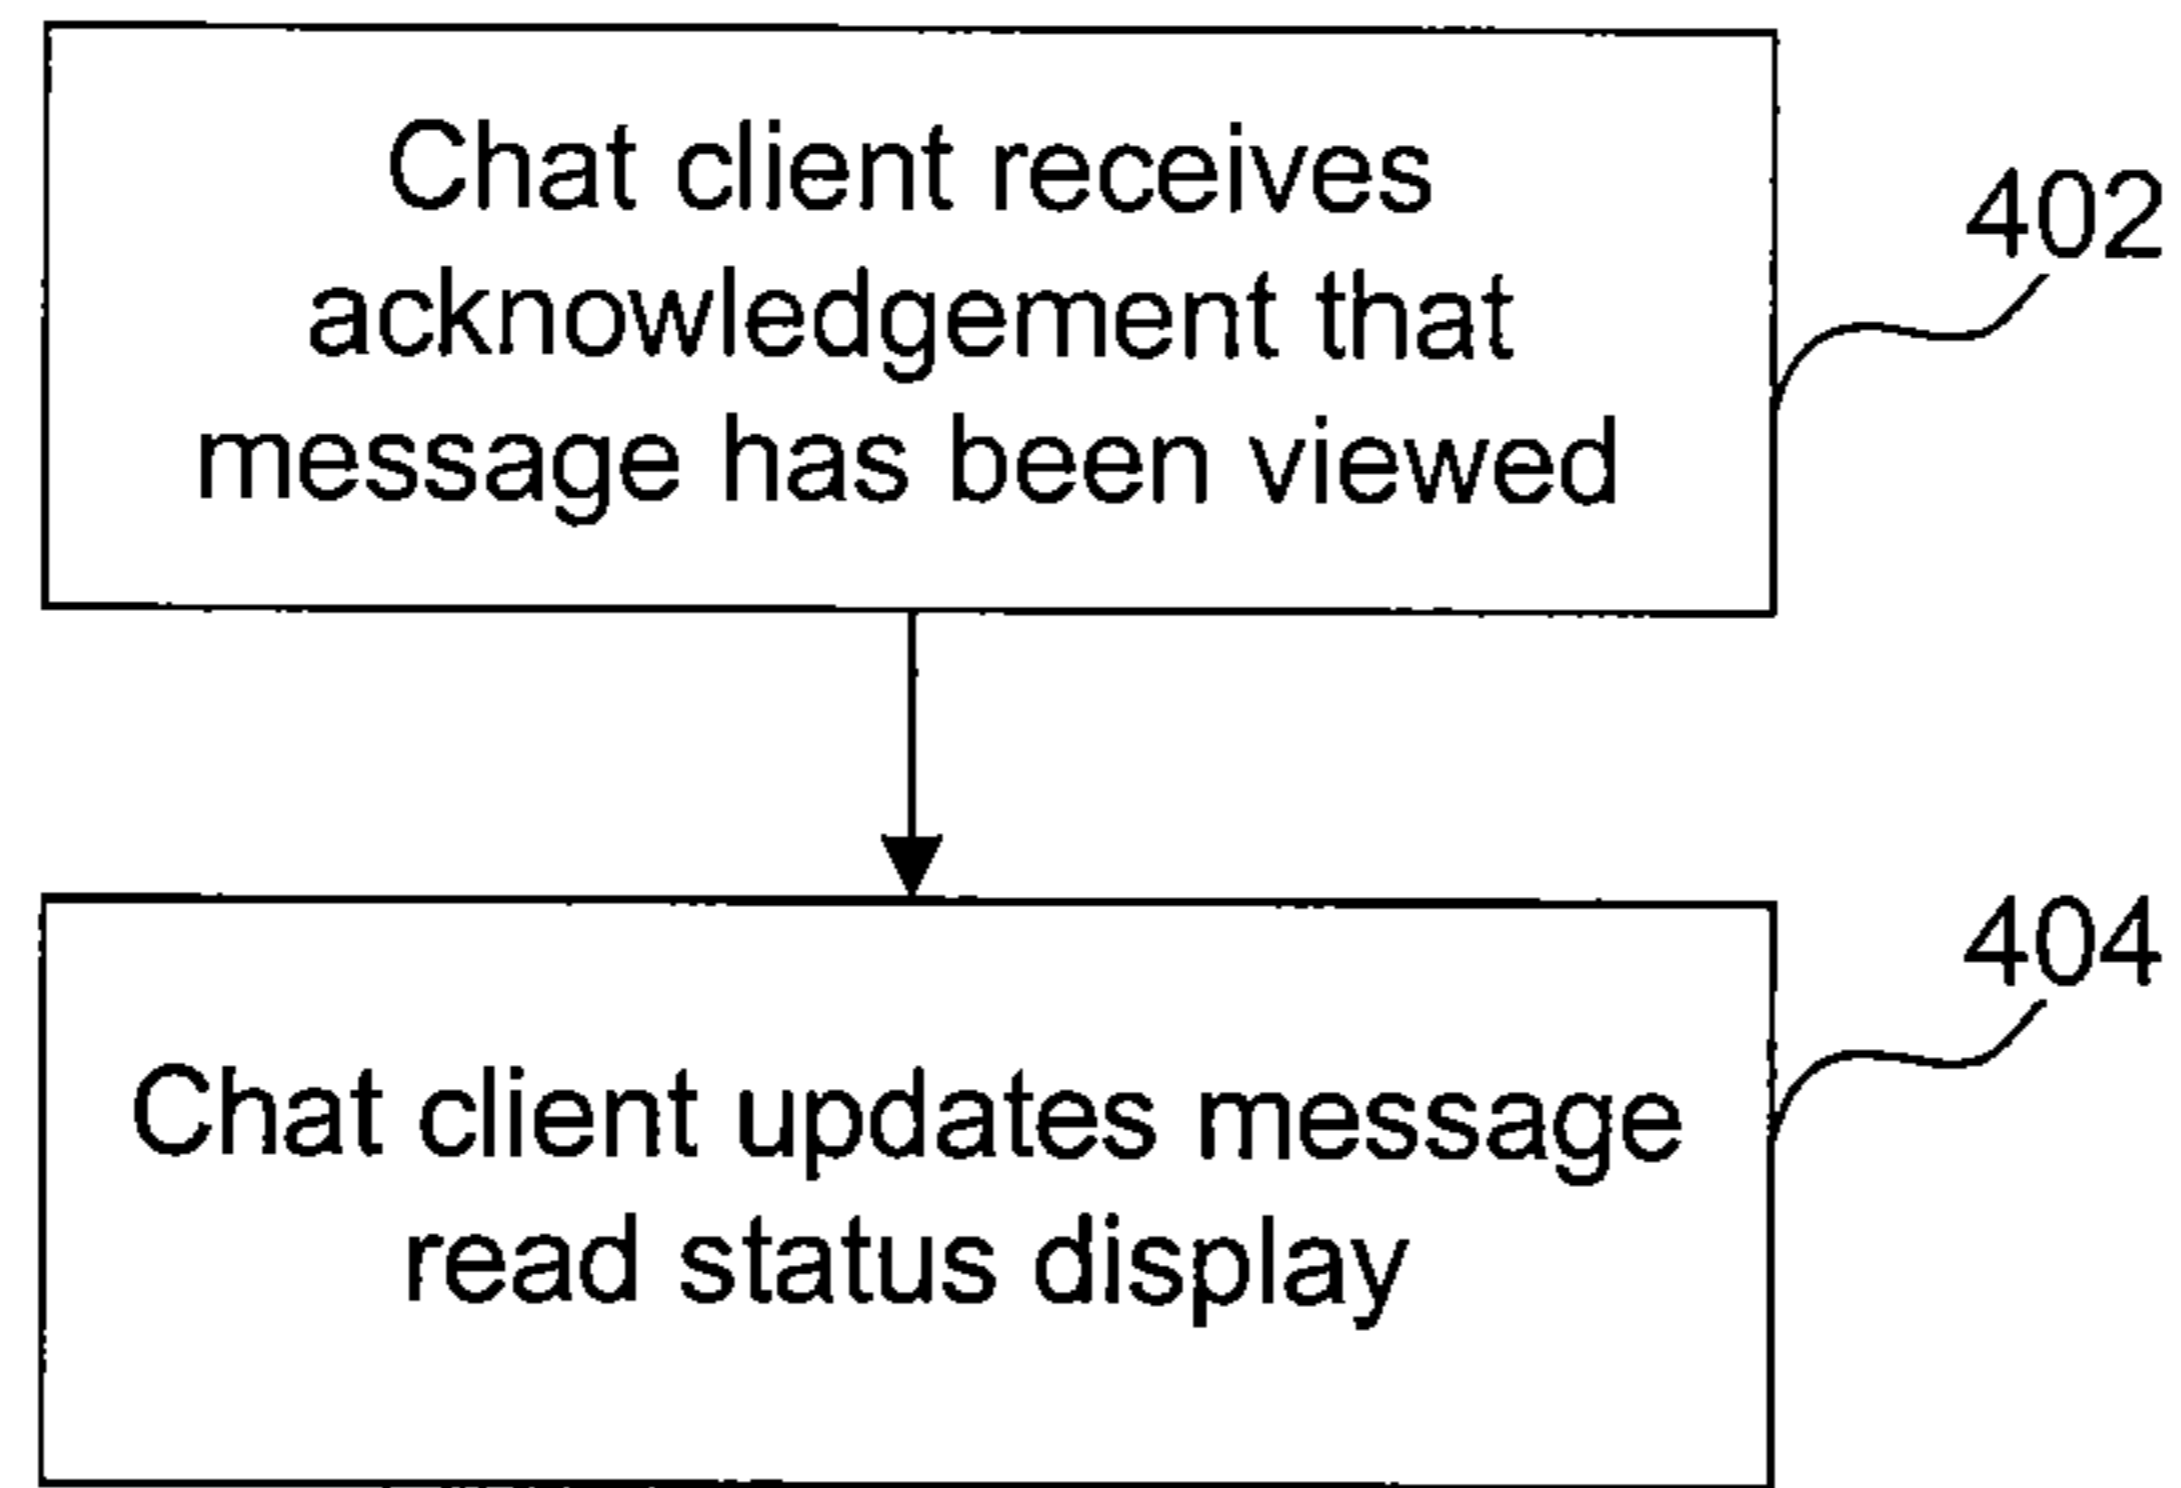 Chat client receives
acknowledgement that
message has been viewed
402
Chat client updates message
read status display
404